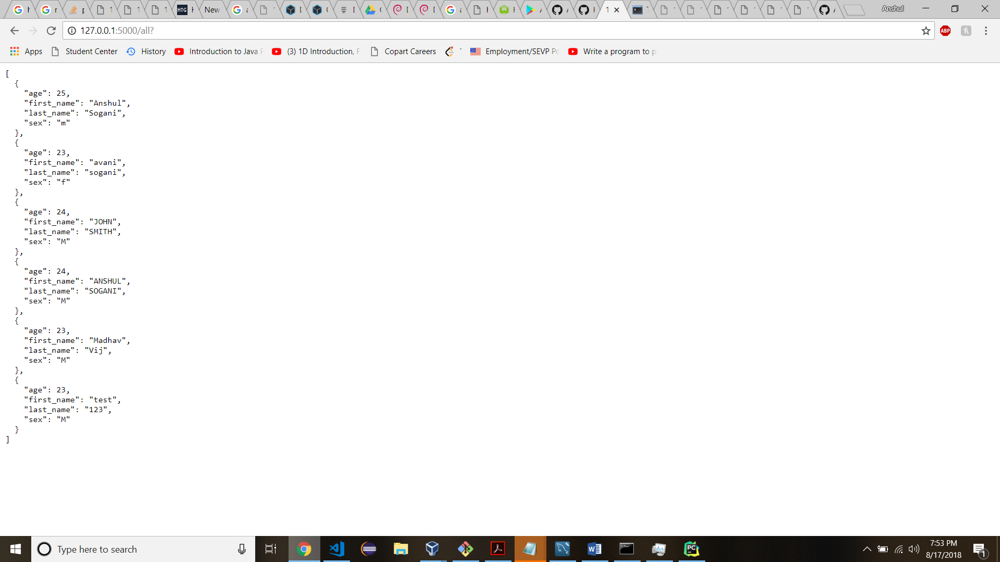 HTG
New
Anshul
127.0.0.1:5000/all?
ABP
Apps
Student Center
History
Introduction to Java
(3) 1D Introduction,
Copart Careers
Employment/SEVP
Write a program to
[
{
"age": 25,
"first_name": "Anshul",
"last_name": "Sogani",
"sex": "m"
},
{
"age": 23,
"first_name": "avani",
"last_name": "sogani",
"sex": "f"
},
{
"age": 24,
"first_name": "JOHN",
"last_name": "SMITH",
"sex": "M"
},
{
"age": 24,
"first_name": "ANSHUL",
"last_name": "SOGANI",
"sex": "M"
},
{
"age": 23,
"first_name": "Madhav",
"last_name": "Vij",
"sex": "M"
},
{
"age": 23,
"first_name": "test",
"last_name": "123",
"sex": "M"
}
]
Type here to search
PC
7:53 PM
8/17/2018
1